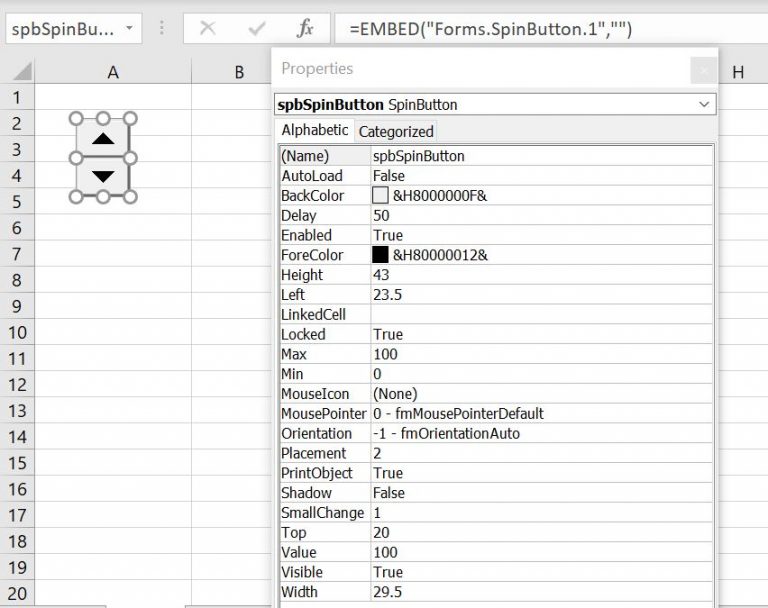 spbSpinBu... =EMBED("Forms.SpinButton.1","")
Properties
A B H
spbSpinButton SpinButton
Alphabetic Categorized
(Name) spbSpinButton
AutoLoad False
BackColor &H8000000F&
Delay 50
Enabled True
ForeColor &H80000012&
Height 43
Left 23.5
LinkedCell
Locked True
Max 100
Min 0
MouseIcon (None)
MousePointer 0 - fmMousePointerDefault
Orientation -1 - fmOrientationAuto
Placement 2
PrintObject True
Shadow False
SmallChange 1
Top 20
Value 100
Visible True
Width 29.5
1
2
3
4
5
6
7
8
9
10
11
12
13
14
15
16
17
18
19
20